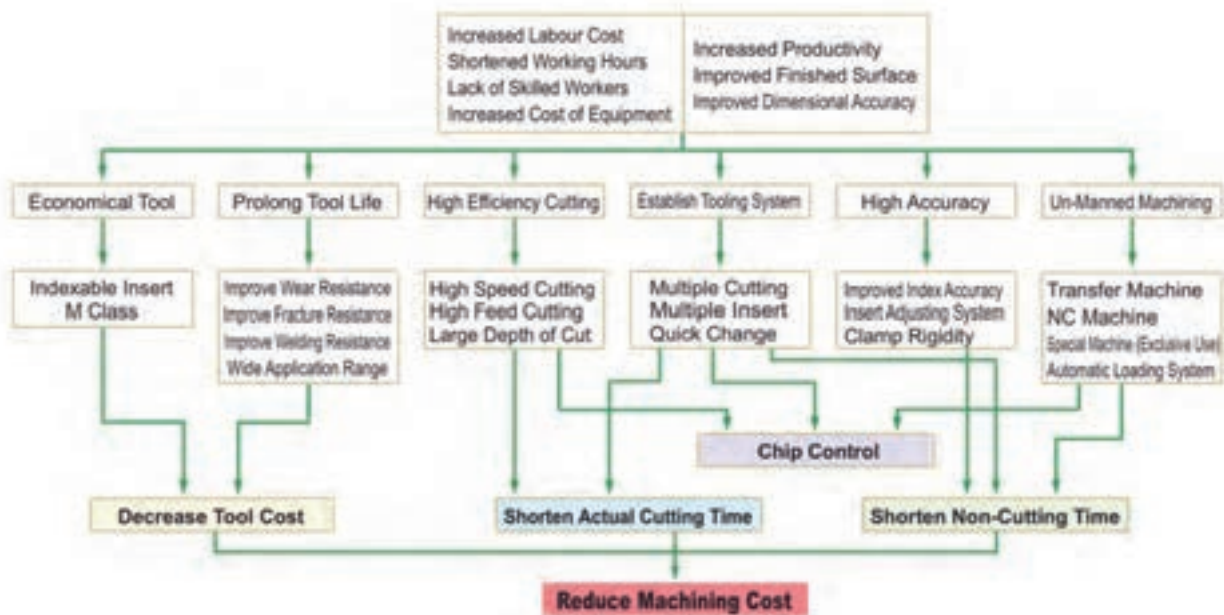 Increased Labour Cost
Shortened Working Hours
Lack of Skilled Workers
Increased Cost of Equipment
Increased Productivity
Improved Finished Surface
Improved Dimensional Accuracy
Economical Tool
Prolong Tool Life
High Efficiency Cutting
Establish Tooling System
High Accuracy
Un-Manned Machining
Indexable Insert
M Class
Improve Wear Resistance
Improve Fracture Resistance
Improve Welding Resistance
Wide Application Range
High Speed Cutting
High Feed Cutting
Large Depth of Cut
Multiple Cutting
Multiple Insert
Quick Change
Improved Index Accuracy
Insert Adjusting System
Clamp Rigidity
Transfer Machine
NC Machine
Special Machine (Exclusive Use)
Automatic Loading System
Chip Control
Decrease Tool Cost
Shorten Actual Cutting Time
Shorten Non-Cutting Time
Reduce Machining Cost